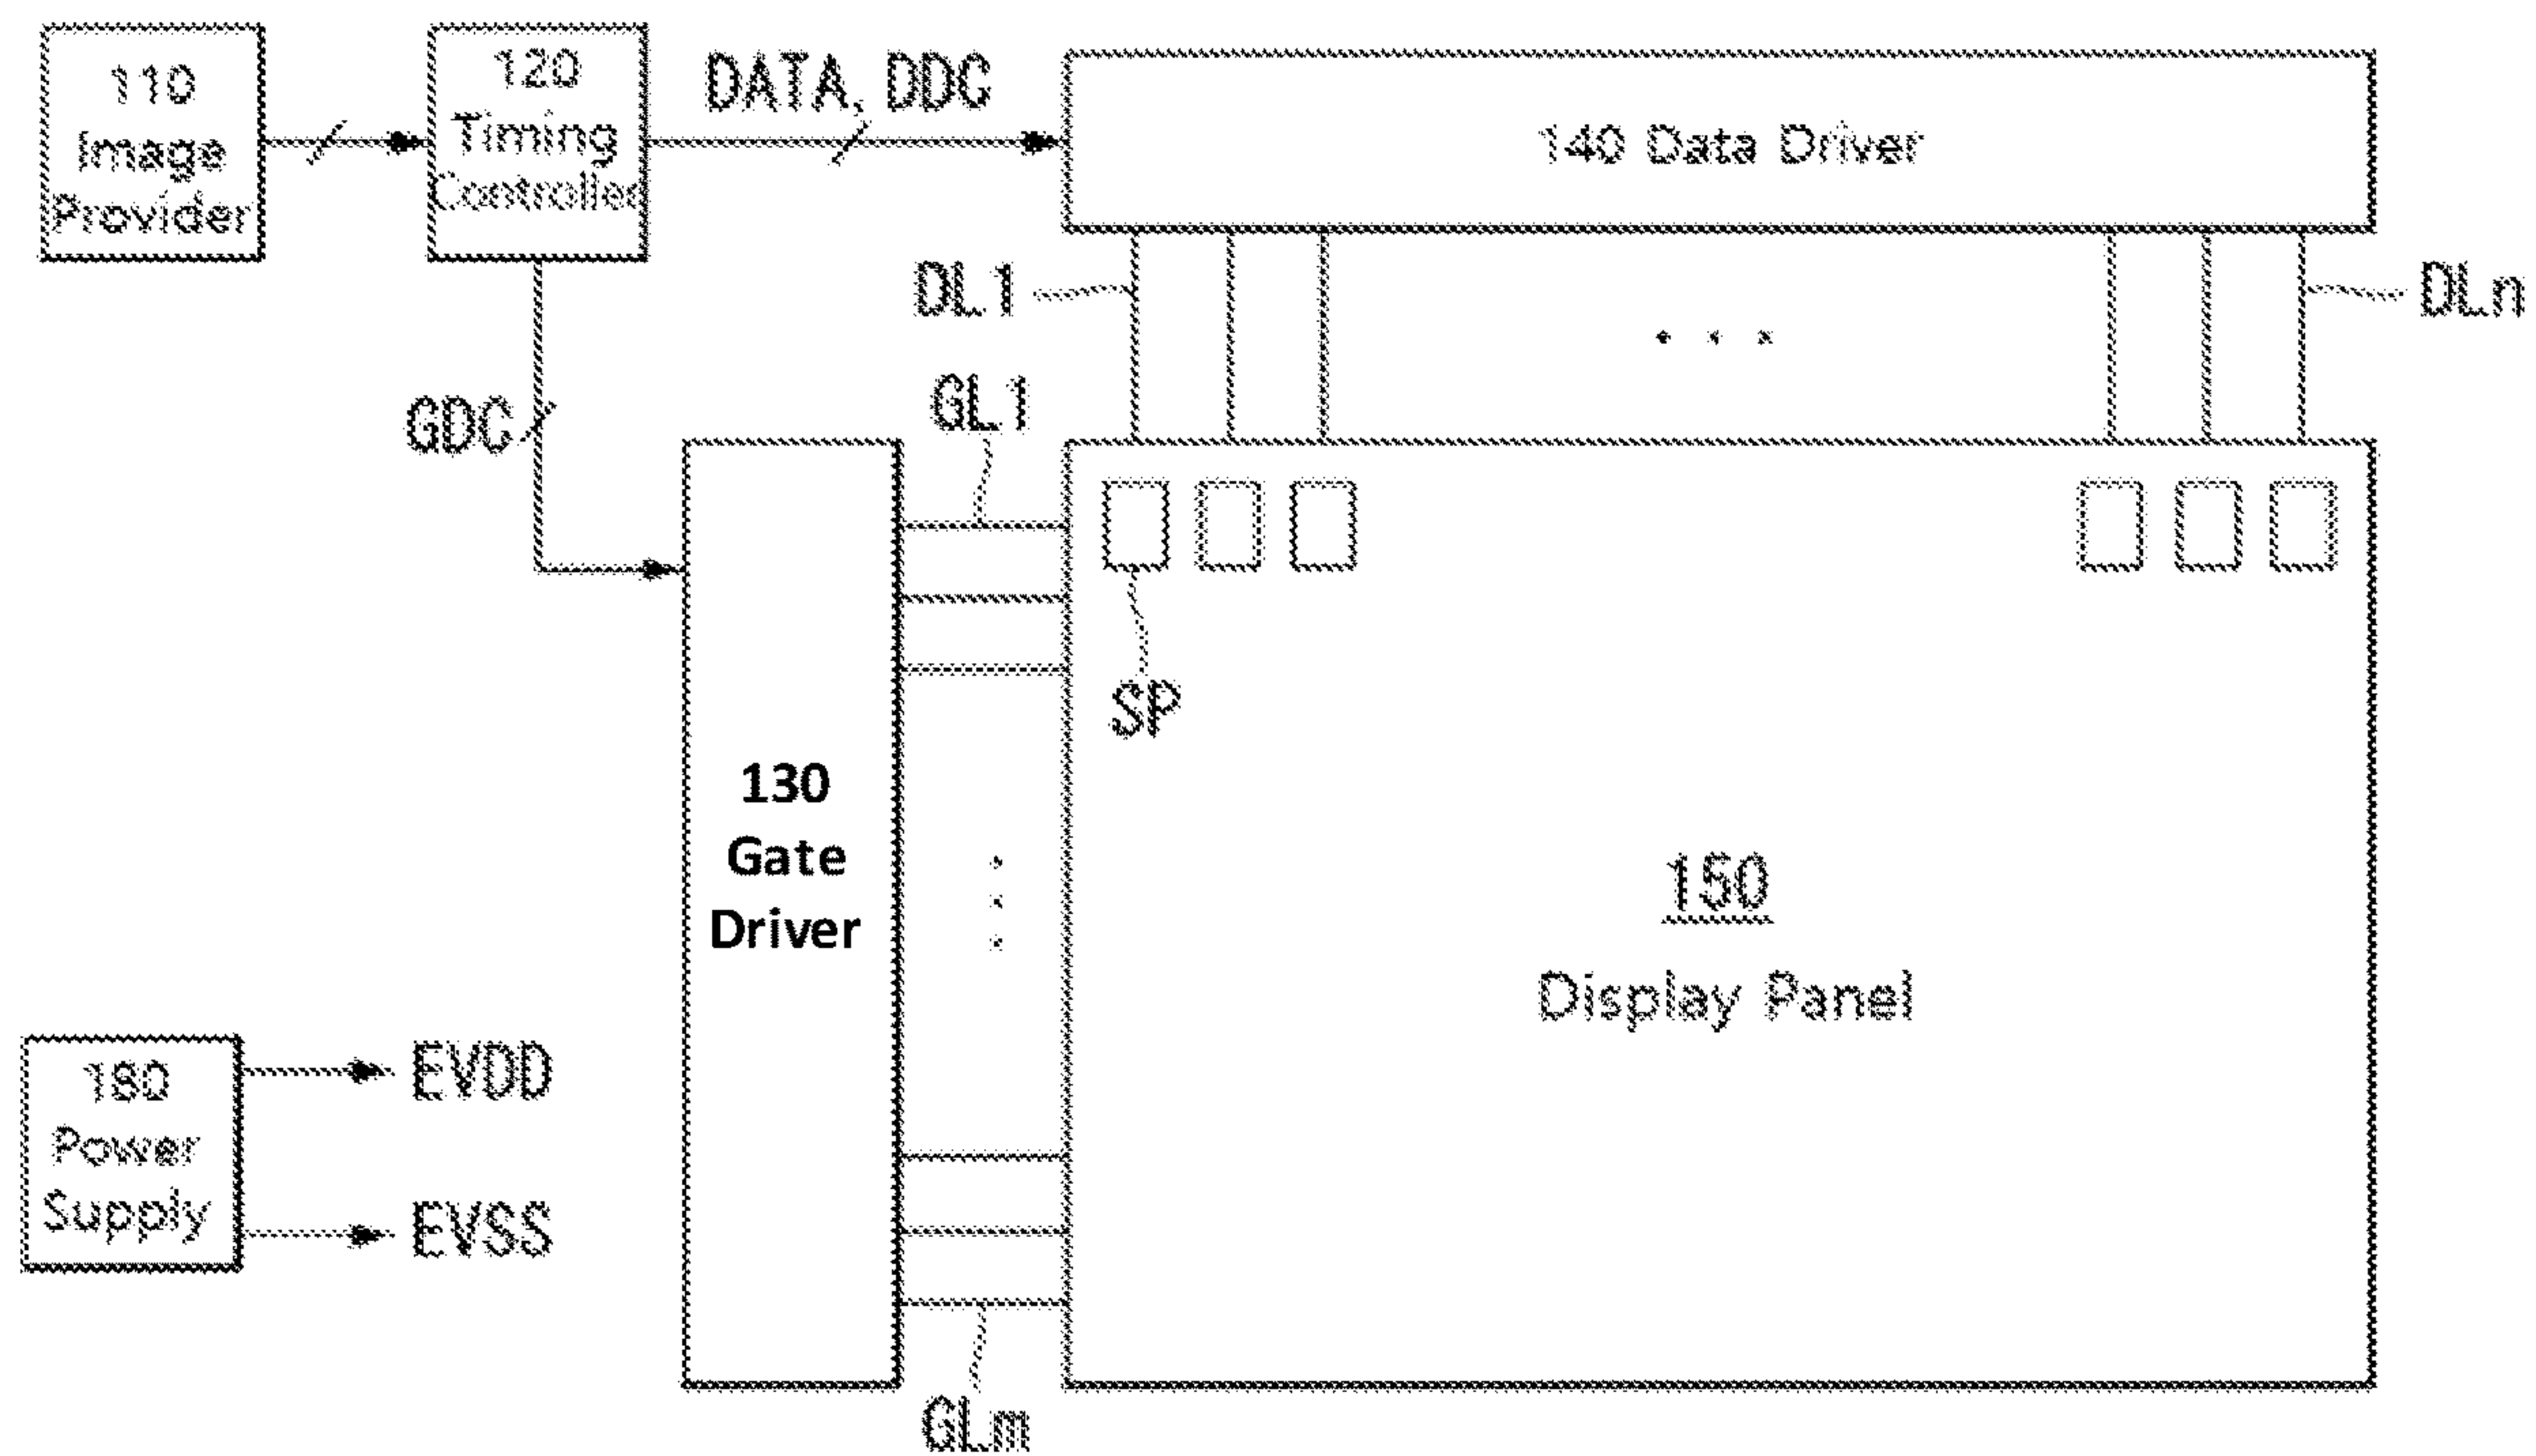 110
Image
Provider
120
Timing
Controller
DATA, DDC
140 Data Driver
DL1
DLn
GDC
GL1
SP
130
Gate
Driver
150
Display Panel
180
Power
Supply
EVDD
EVSS
GLm